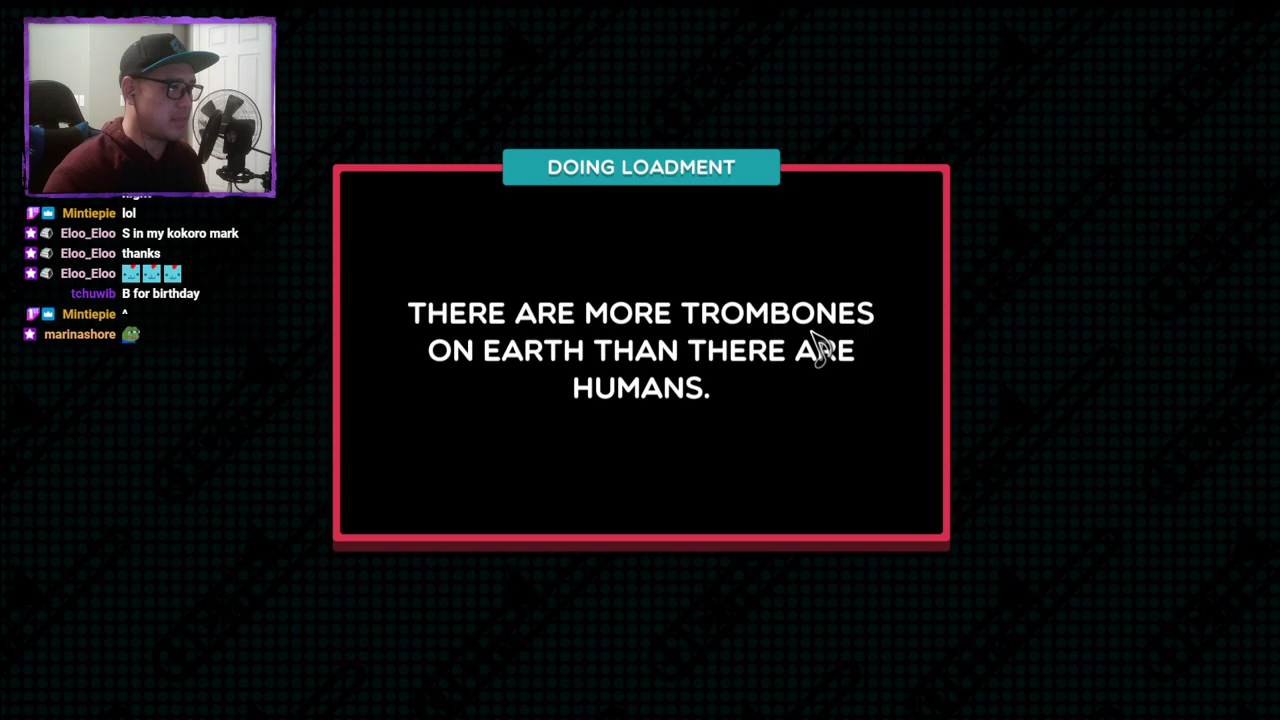 Mintiepie lol
Eloo_Eloo S in my kokoro mark
Eloo_Eloo thanks
Eloo_Eloo
tchuwib B for birthday
Mintiepie ^
marinashore
DOING LOADMENT
THERE ARE MORE TROMBONES
ON EARTH THAN THERE ARE
HUMANS.